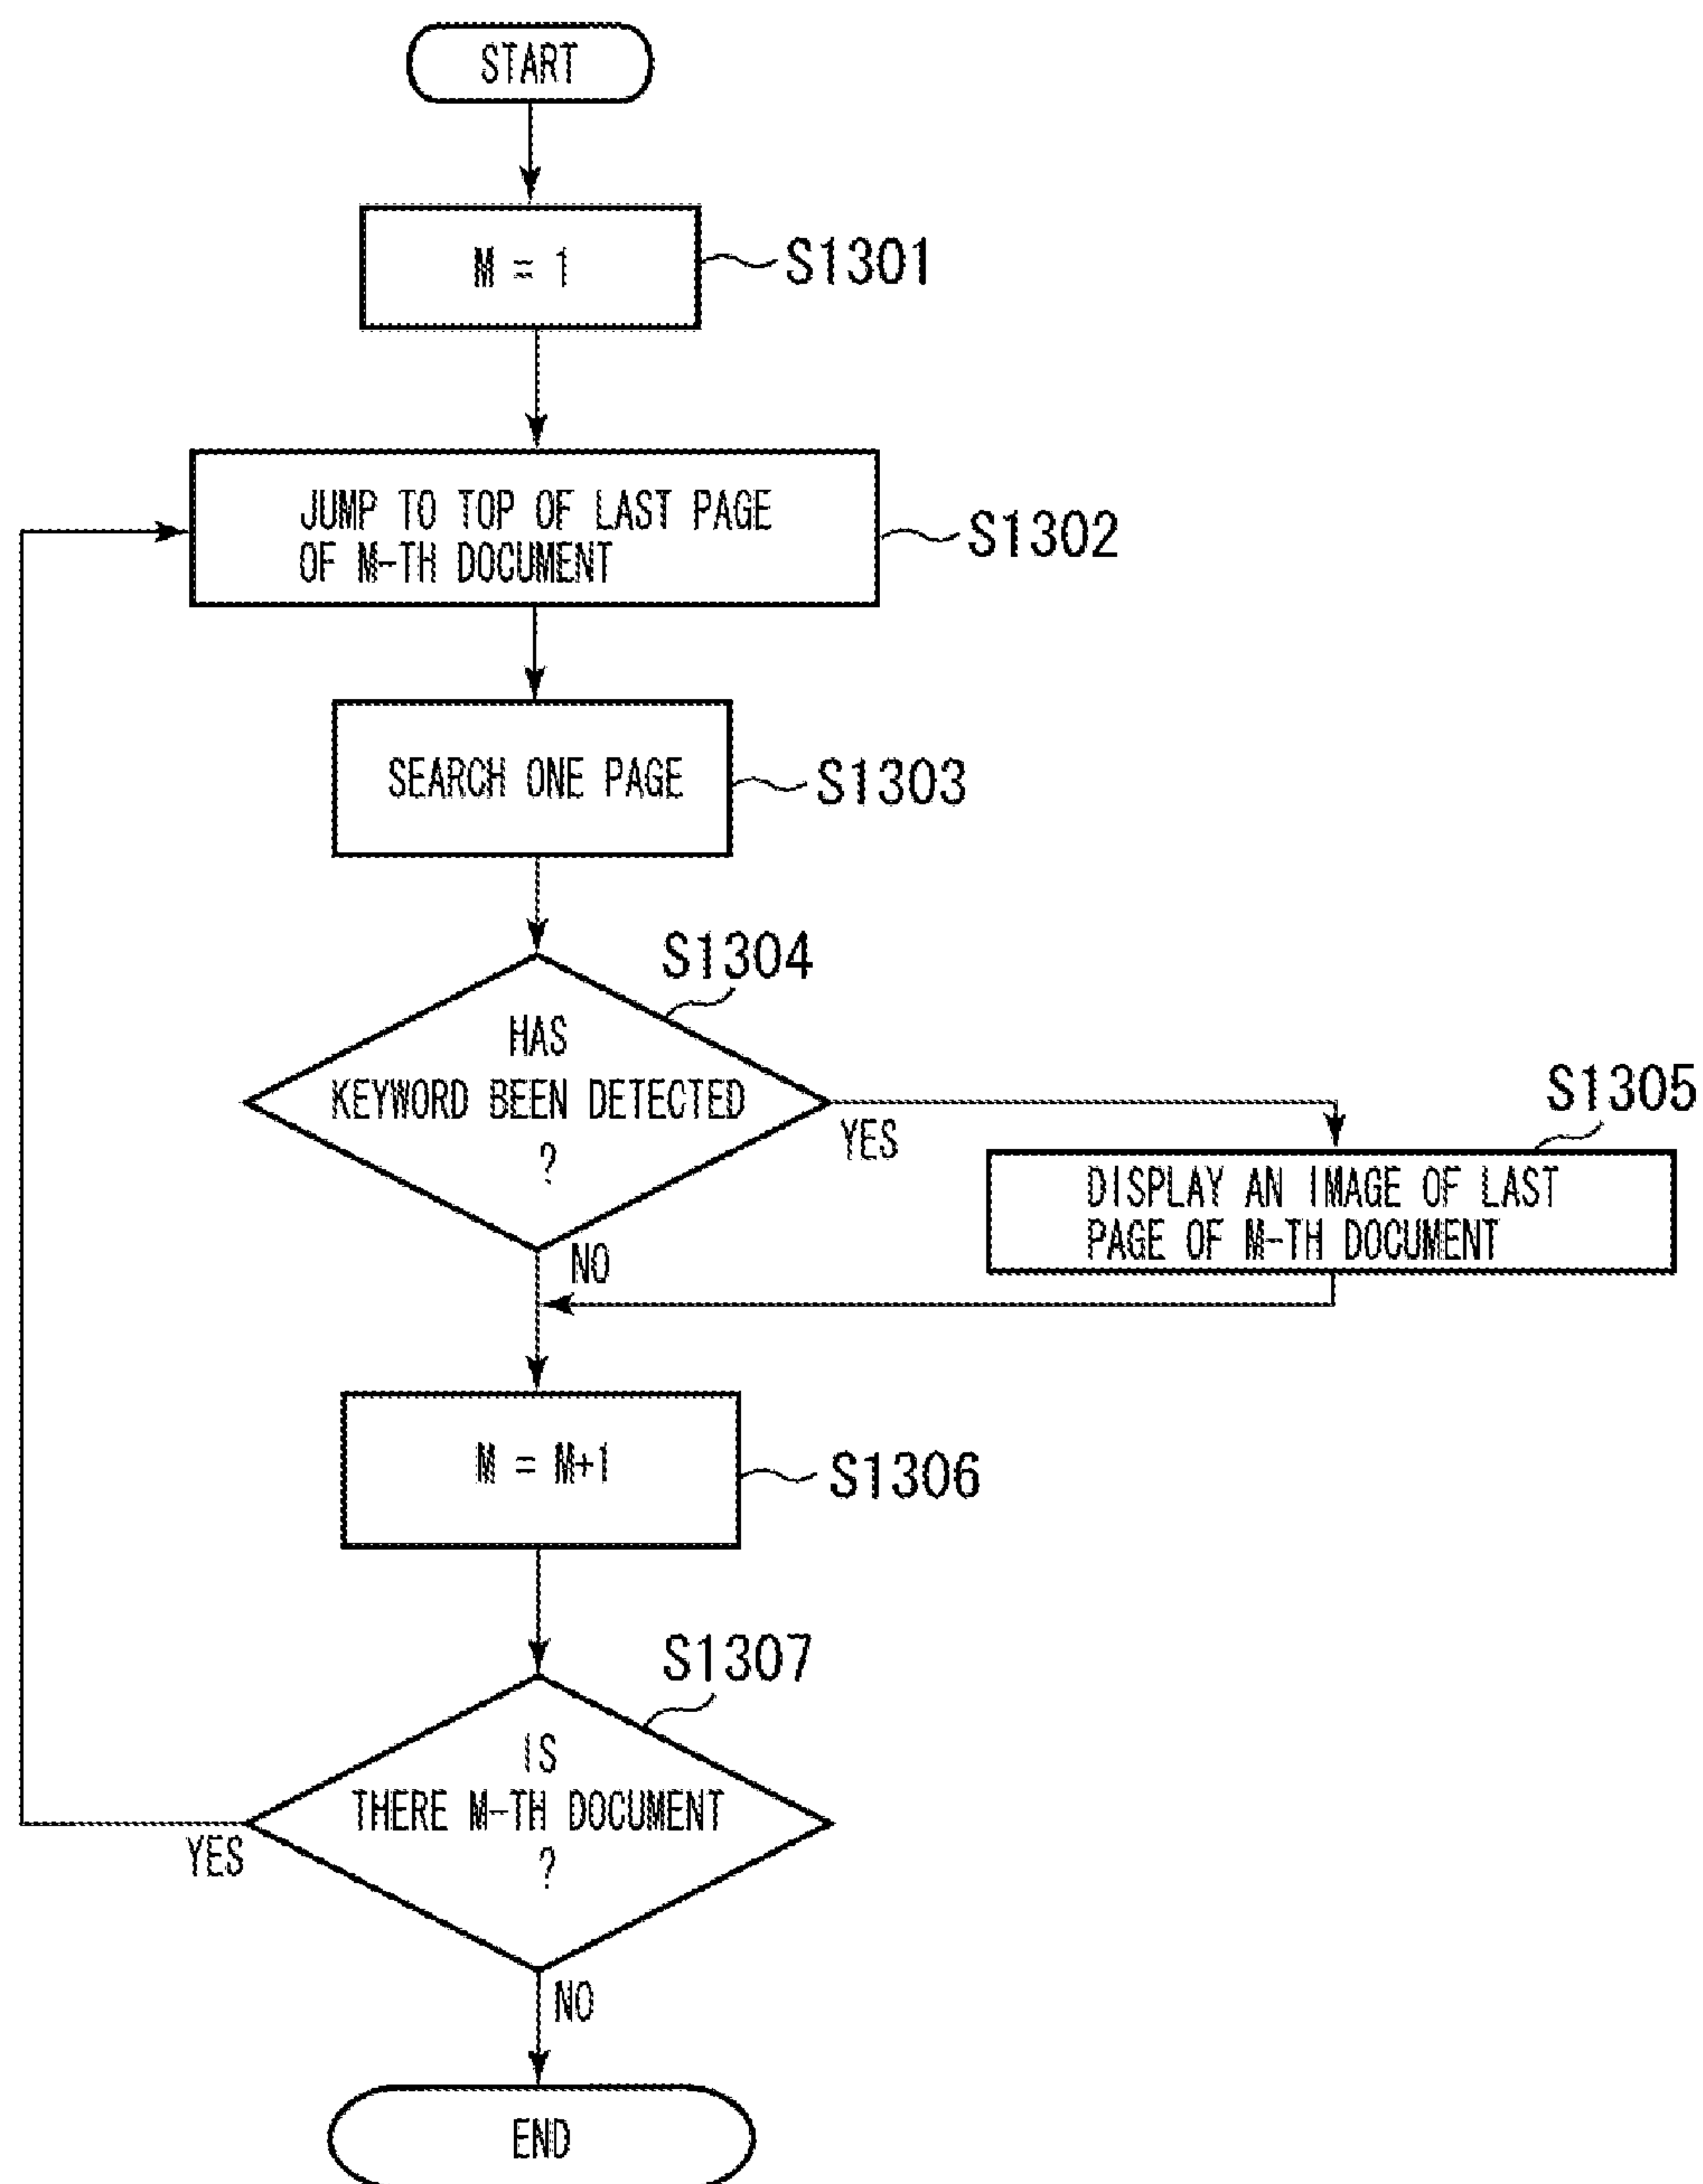 START
M = 1
S1301
JUMP TO TOP OF LAST PAGE
OF M-TH DOCUMENT
S1302
SEARCH ONE PAGE
S1303
S1304
HAS
KEYWORD BEEN DETECTED
?
YES
S1305
DISPLAY AN IMAGE OF LAST
PAGE OF M-TH DOCUMENT
NO
M = M+1
S1306
S1307
IS
THERE M-TH DOCUMENT
?
YES
NO
END